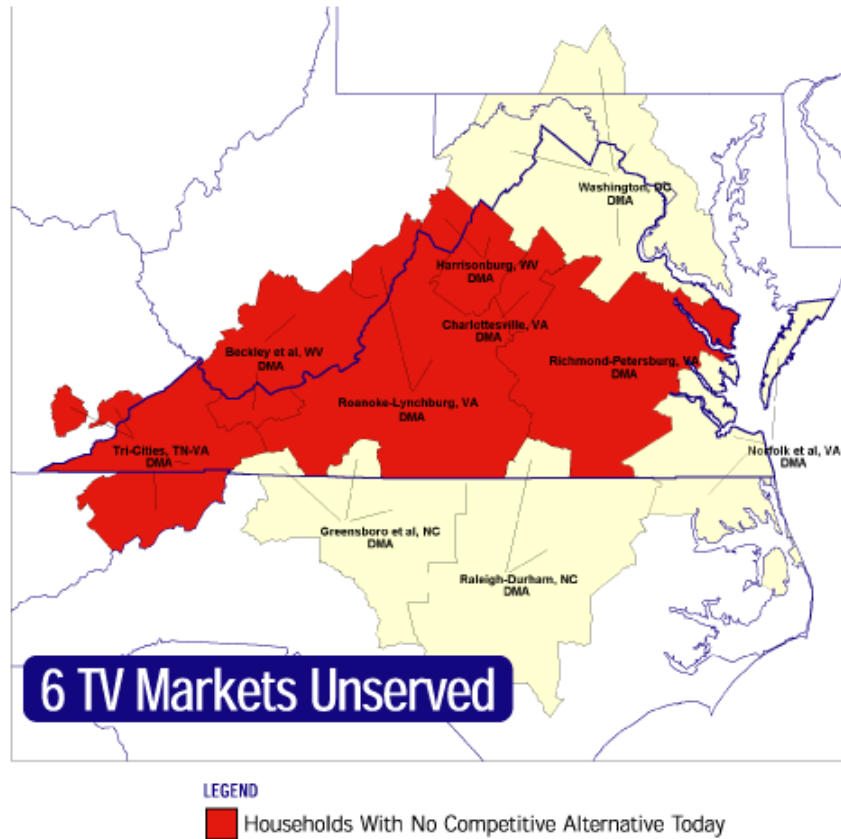 Washington, DC
DMA
Harrisonburg, WV
DMA
Charlottesville, VA
DMA
Beckley et al, WV
DMA
Richmond-Petersburg, VA
DMA
Roanoke-Lynchburg, VA
DMA
Tri-Cities, TN-VA
DMA
Norfolk et al, VA
DMA
Greensboro et al, NC
DMA
Raleigh-Durham, NC
DMA
6 TV Markets Unserved
LEGEND
Households With No Competitive Alternative Today